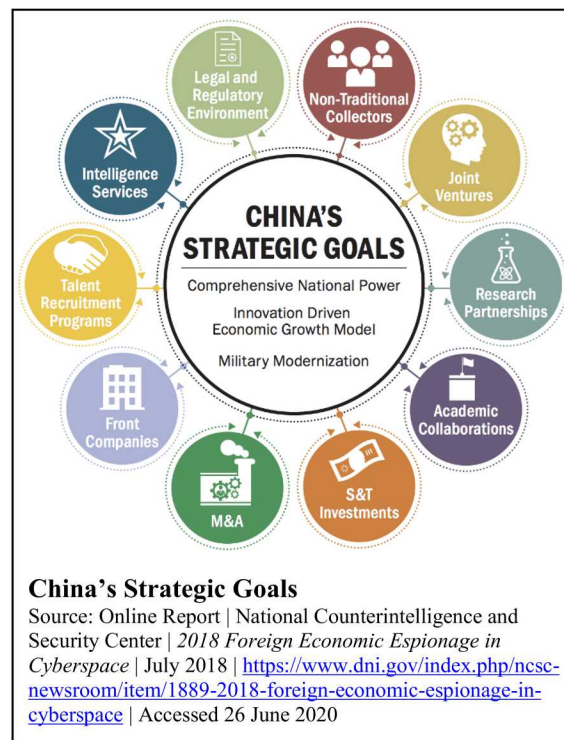 Legal and
Regulatory
Environment
Non-Traditional
Collectors
Intelligence
Services
Joint
Ventures
CHINA'S
STRATEGIC GOALS
Comprehensive National Power
Innovation Driven
Economic Growth Model
Military Modernization
Talent
Recruitment
Programs
Research
Partnerships
Front
Companies
Academic
Collaborations
M&A
S&T
Investments
China's Strategic Goals
Source: Online Report | National Counterintelligence and
Security Center | 2018 Foreign Economic Espionage in
Cyberspace | July 2018 | https://www.dni.gov/index.php/ncsc-
newsroom/item/1889-2018-foreign-economic-espionage-in-
cyberspace | Accessed 26 June 2020